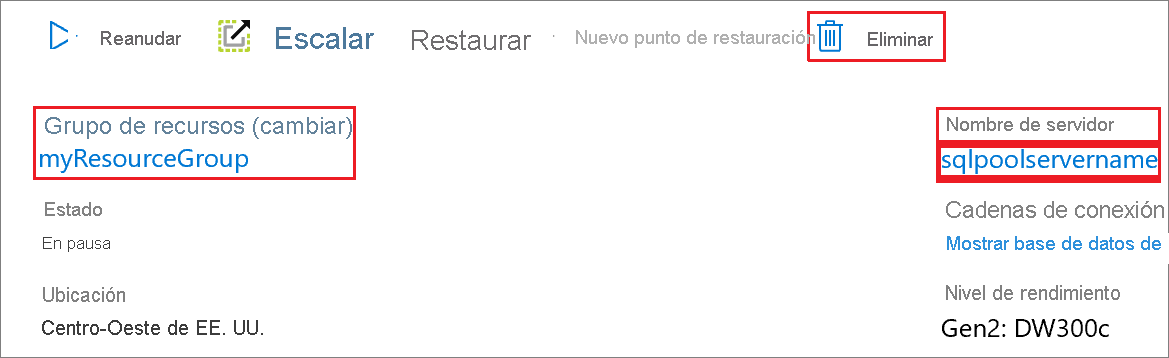 Reanudar
Escalar
Restaurar
Nuevo punto de restauración
Eliminar
Grupo de recursos (cambiar)
myResourceGroup
Estado
En pausa
Ubicación
Centro-Oeste de EE. UU.
Nombre de servidor
sqlpoolservername
Cadenas de conexión
Mostrar base de datos de
Nivel de rendimiento
Gen2: DW300c